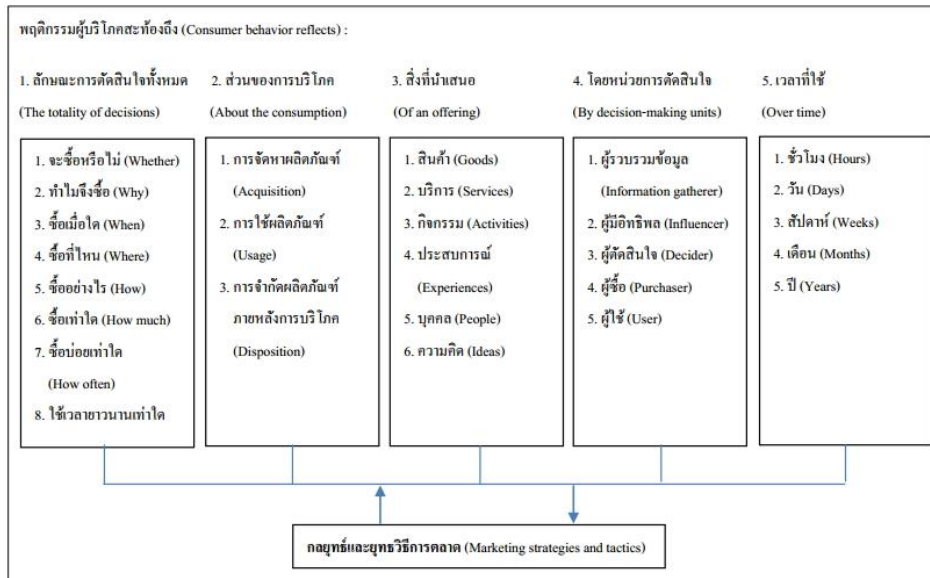 พฤติกรรมผู้บริโภคสะท้องถึง (Consumer behavior reflects) :
1. ลักษณะการตัดสินใจทั้งหมด
(The totality of decisions)
1. จะซื้อหรือไม่ (Whether)
2. ทำไมจึงซื้อ (Why)
3. ซื้อเมื่อใด (When)
4. ซื้อที่ไหน (Where)
5. ซื้ออย่างไร (How)
6. ซื้อเท่าใด (How much)
7. ซื้อบ่อยเท่าใด
(How often)
8. ใช้เวลายาวนานเท่าใด
2. ส่วนของการบริโภค
(About the consumption)
1. การจัดหาผลิตภัณฑ์
(Acquisition)
2. การใช้ผลิตภัณฑ์
(Usage)
3. การจำกัดผลิตภัณฑ์
ภายหลังการบริโภค
(Disposition)
3. สิ่งที่นำเสนอ
(Of an offering)
1. สินค้า (Goods)
2. บริการ (Services)
3. กิจกรรม (Activities)
4. ประสบการณ์
(Experiences)
5. บุคคล (People)
6. ความคิด (Ideas)
4. โดยหน่วยการตัดสินใจ
(By decision-making units)
1. ผู้รวบรวมข้อมูล
(Information gatherer)
2. ผู้มีอิทธิพล (Influencer)
3. ผู้ตัดสินใจ (Decider)
4. ผู้ซื้อ (Purchaser)
5. ผู้ใช้ (User)
5. เวลาที่ใช้
(Over time)
1. ชั่วโมง (Hours)
2. วัน (Days)
3. สัปดาห์ (Weeks)
4. เดือน (Months)
5. ปี (Years)
กลยุทธ์และยุทธวิธีการตลาด (Marketing strategies and tactics)